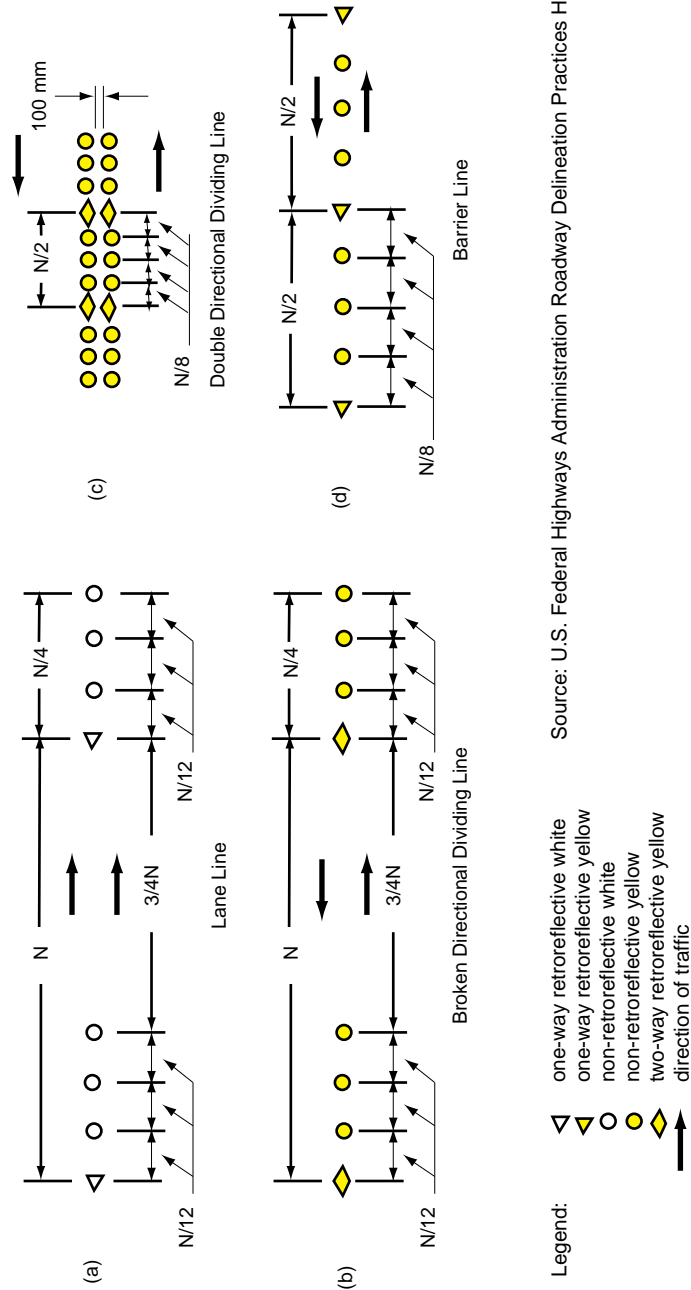 (a)
N
N/4
N/12
3/4N
N/12
Lane Line
(b)
N
N/4
N/12
3/4N
N/12
Broken Directional Dividing Line
(c)
N/2
100 mm
N/8
Double Directional Dividing Line
(d)
N/2
N/2
N/8
Barrier Line
Legend:
one-way retroreflective white
one-way retroreflective yellow
non-retroreflective white
non-retroreflective yellow
two-way retroreflective yellow
direction of traffic
Source: U.S. Federal Highways Administration Roadway Delineation Practices H